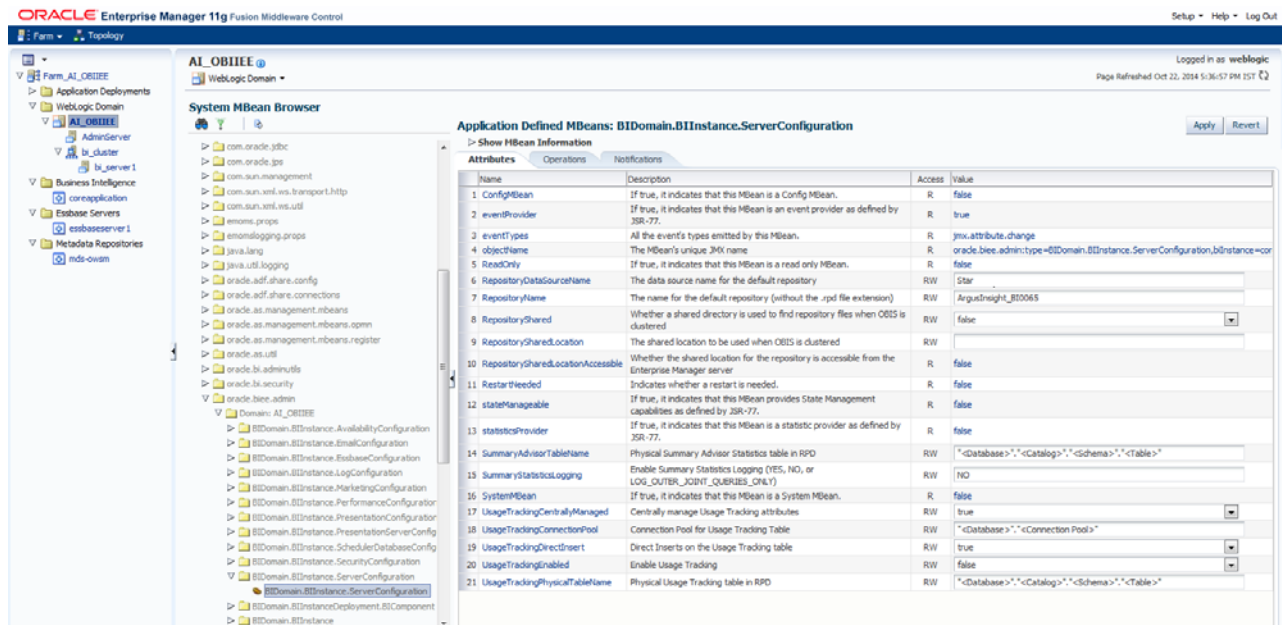 ORACLE Enterprise Manager 11g Fusion Middleware Control
Setup Help Log Out
Farm Topology
Farm_AI_OBIIEE
Application Deployments
WebLogic Domain
AI_OBIIEE
AdminServer
bi_cluster
bi_server1
Business Intelligence
coreapplication
Essbase Servers
essbaseserver1
Metadata Repositories
mds-owsm
AI_OBIIEE
WebLogic Domain
Logged in as weblogic
Page Refreshed Oct 22, 2014 5:36:57 PM IST
System MBean Browser
com.oracle.jdbc
com.oracle.jps
com.sun.management
com.sun.xml.ws.transport.http
com.sun.xml.ws.util
emoms.props
emomslogging.props
java.lang
java.util.logging
oracle.adf.share.config
oracle.adf.share.connections
oracle.as.management.mbeans
oracle.as.management.mbeans.opmn
oracle.as.management.mbeans.register
oracle.as.util
oracle.bi.adminutils
oracle.bi.security
oracle.biee.admin
Domain: AI_OBIIEE
BIDomain.BIInstance.AvailabilityConfiguration
BIDomain.BIInstance.EmailConfiguration
BIDomain.BIInstance.EssbaseConfiguration
BIDomain.BIInstance.LogConfiguration
BIDomain.BIInstance.MarketingConfiguration
BIDomain.BIInstance.PerformanceConfiguration
BIDomain.BIInstance.PresentationConfiguration
BIDomain.BIInstance.PresentationServerConfig
BIDomain.BIInstance.SchedulerDatabaseConfig
BIDomain.BIInstance.SecurityConfiguration
BIDomain.BIInstance.ServerConfiguration
BIDomain.BIInstance.ServerConfiguration
BIDomain.BIInstanceDeployment.BIComponent
BIDomain.BIInstance
Application Defined MBeans: BIDomain.BIInstance.ServerConfiguration
Apply Revert
Show MBean Information
Attributes Operations Notifications
Name Description Access Value
1 ConfigMBean If true, it indicates that this MBean is a Config MBean. R false
2 eventProvider If true, it indicates that this MBean is an event provider as defined by JSR-77. R true
3 eventTypes All the event's types emitted by this MBean. R jmx.attribute.change
4 objectName The MBean's unique JMX name R oracle.biee.admin:type=BIDomain.BIInstance.ServerConfiguration,biInstance=cor
5 ReadOnly If true, it indicates that this MBean is a read only MBean. R false
6 RepositoryDataSourceName The data source name for the default repository RW Star
7 RepositoryName The name for the default repository (without the .rpd file extension) RW ArgusInsight_BI0065
8 RepositoryShared Whether a shared directory is used to find repository files when OBIS is clustered RW false
9 RepositorySharedLocation The shared location to be used when OBIS is clustered RW
10 RepositorySharedLocationAccessible Whether the shared location for the repository is accessible from the Enterprise Manager server R false
11 RestartNeeded Indicates whether a restart is needed. R false
12 stateManageable If true, it indicates that this MBean provides State Management capabilities as defined by JSR-77. R false
13 statisticsProvider If true, it indicates that this MBean is a statistic provider as defined by JSR-77. R false
14 SummaryAdvisorTableName Physical Summary Advisor Statistics table in RPD RW "<Database>"."<Catalog>"."<Schema>"."<Table>"
15 SummaryStatisticsLogging Enable Summary Statistics Logging (YES, NO, or LOG_OUTER_JOINT_QUERIES_ONLY) RW NO
16 SystemMBean If true, it indicates that this MBean is a System MBean. R false
17 UsageTrackingCentrallyManaged Centrally manage Usage Tracking attributes RW true
18 UsageTrackingConnectionPool Connection Pool for Usage Tracking Table RW "<Database>"."<Connection Pool>"
19 UsageTrackingDirectInsert Direct Inserts on the Usage Tracking table RW true
20 UsageTrackingEnabled Enable Usage Tracking RW false
21 UsageTrackingPhysicalTableName Physical Usage Tracking table in RPD RW "<Database>"."<Catalog>"."<Schema>"."<Table>"